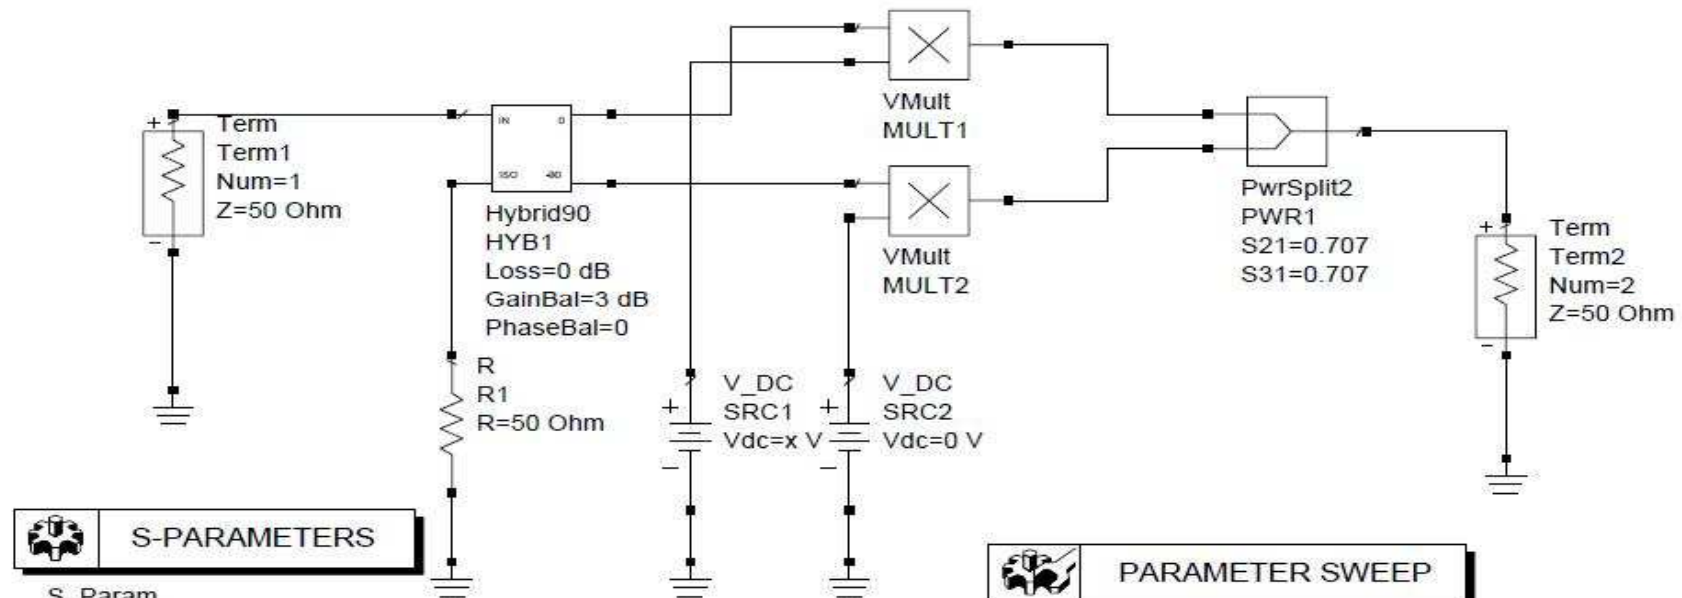 VMult
MULT1
+
Term
Term1
Num=1
Z=50 Ohm
-
IN 0
ISO -90
Hybrid90
HYB1
Loss=0 dB
GainBal=3 dB
PhaseBal=0
VMult
MULT2
PwrSplit2
PWR1
S21=0.707
S31=0.707
+
Term
Term2
Num=2
Z=50 Ohm
-
R
R1
R=50 Ohm
+
V_DC
SRC1
Vdc=x V
-
+
V_DC
SRC2
Vdc=0 V
-
S-PARAMETERS
PARAMETER SWEEP
S_Param